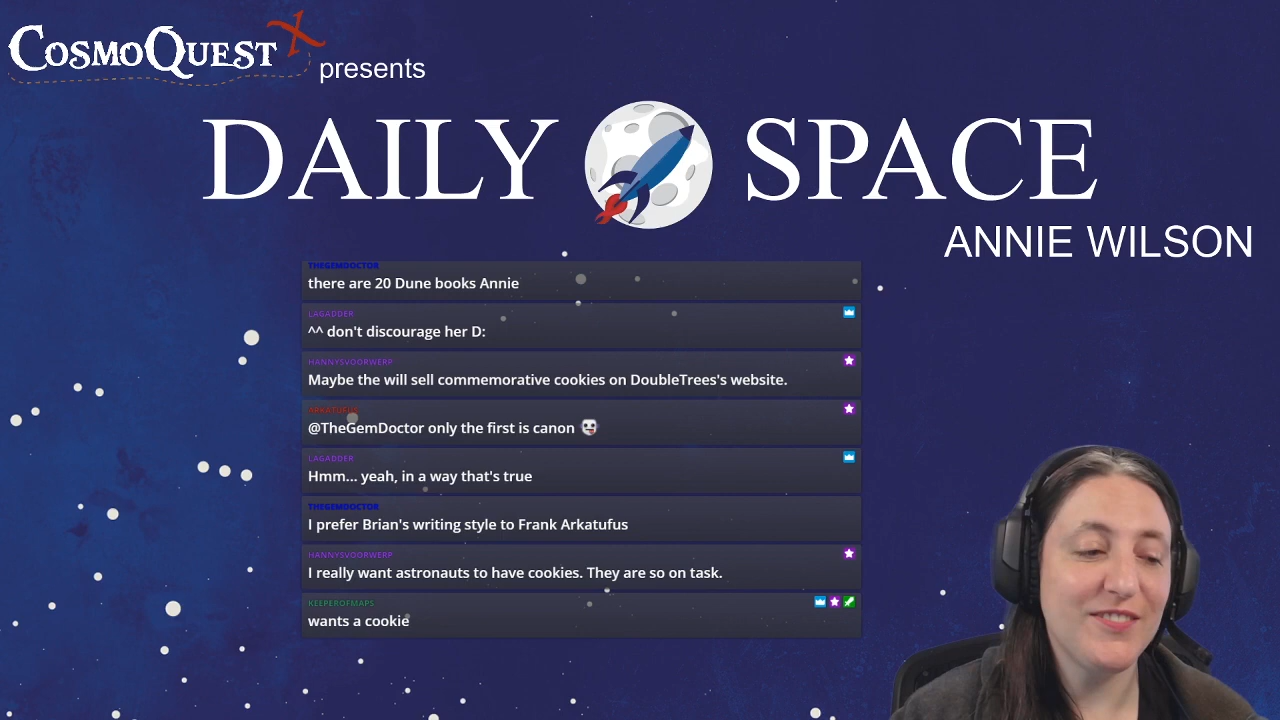 COSMOQUEST X
presents
DAILY SPACE
ANNIE WILSON
THEGEMDOCTOR
there are 20 Dune books Annie
LAGADDER
^^ don't discourage her D:
HANNYSVOORWERP
Maybe the will sell commemorative cookies on DoubleTrees's website.
ARKATUFUS
@TheGemDoctor only the first is canon
LAGADDER
Hmm... yeah, in a way that's true
THEGEMDOCTOR
I prefer Brian's writing style to Frank Arkatufus
HANNYSVOORWERP
I really want astronauts to have cookies. They are so on task.
KEEPEROFMAPS
wants a cookie